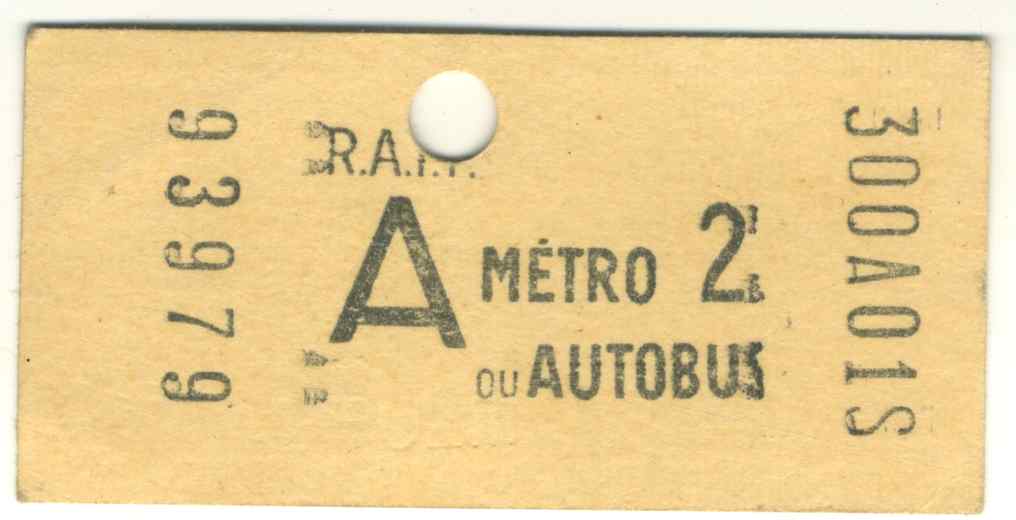 93979
R.A.T.P.
A
MÉTRO 2
OU AUTOBUS
300A01S